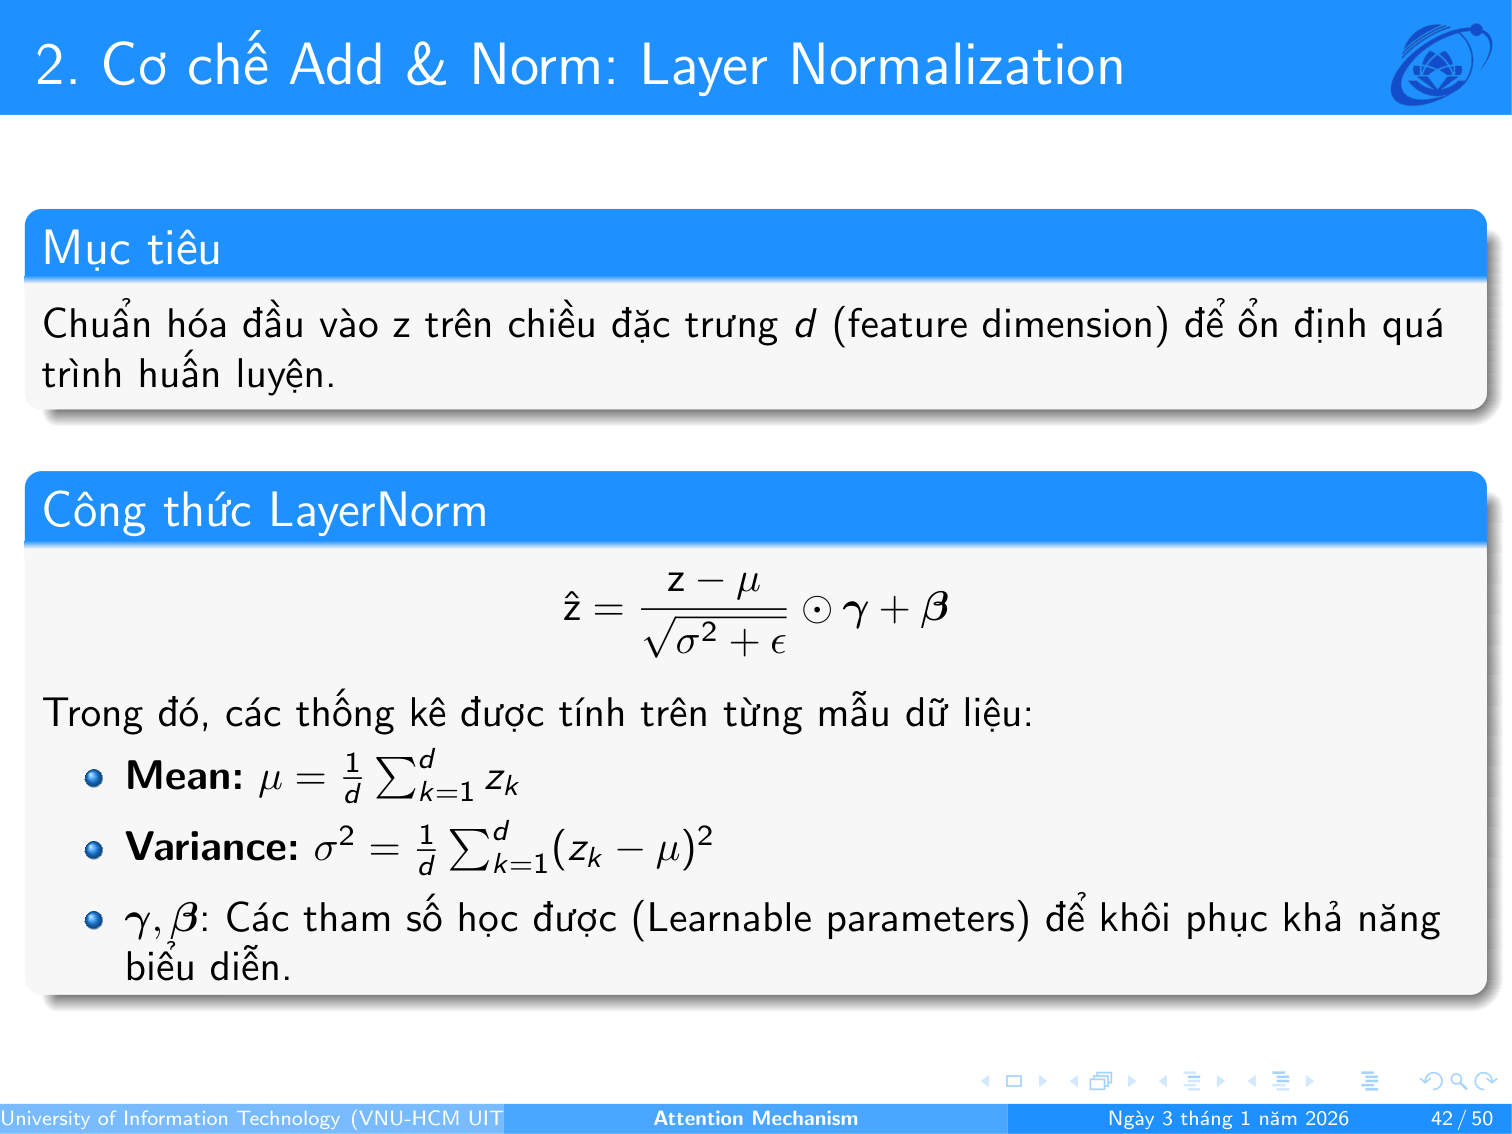 2. Cơ chế Add & Norm: Layer Normalization
Mục tiêu
Chuẩn hóa đầu vào z trên chiều đặc trưng d (feature dimension) để ổn định quá
trình huấn luyện.
Công thức LayerNorm
ẑ = (z − μ) / √(σ² + ϵ) ⊙ γ + β
Trong đó, các thống kê được tính trên từng mẫu dữ liệu:
Mean: μ = 1/d ∑_{k=1}^{d} z_k
Variance: σ² = 1/d ∑_{k=1}^{d} (z_k − μ)²
γ, β: Các tham số học được (Learnable parameters) để khôi phục khả năng
biểu diễn.
University of Information Technology (VNU-HCM UIT Attention Mechanism Ngày 3 tháng 1 năm 2026 42 / 50